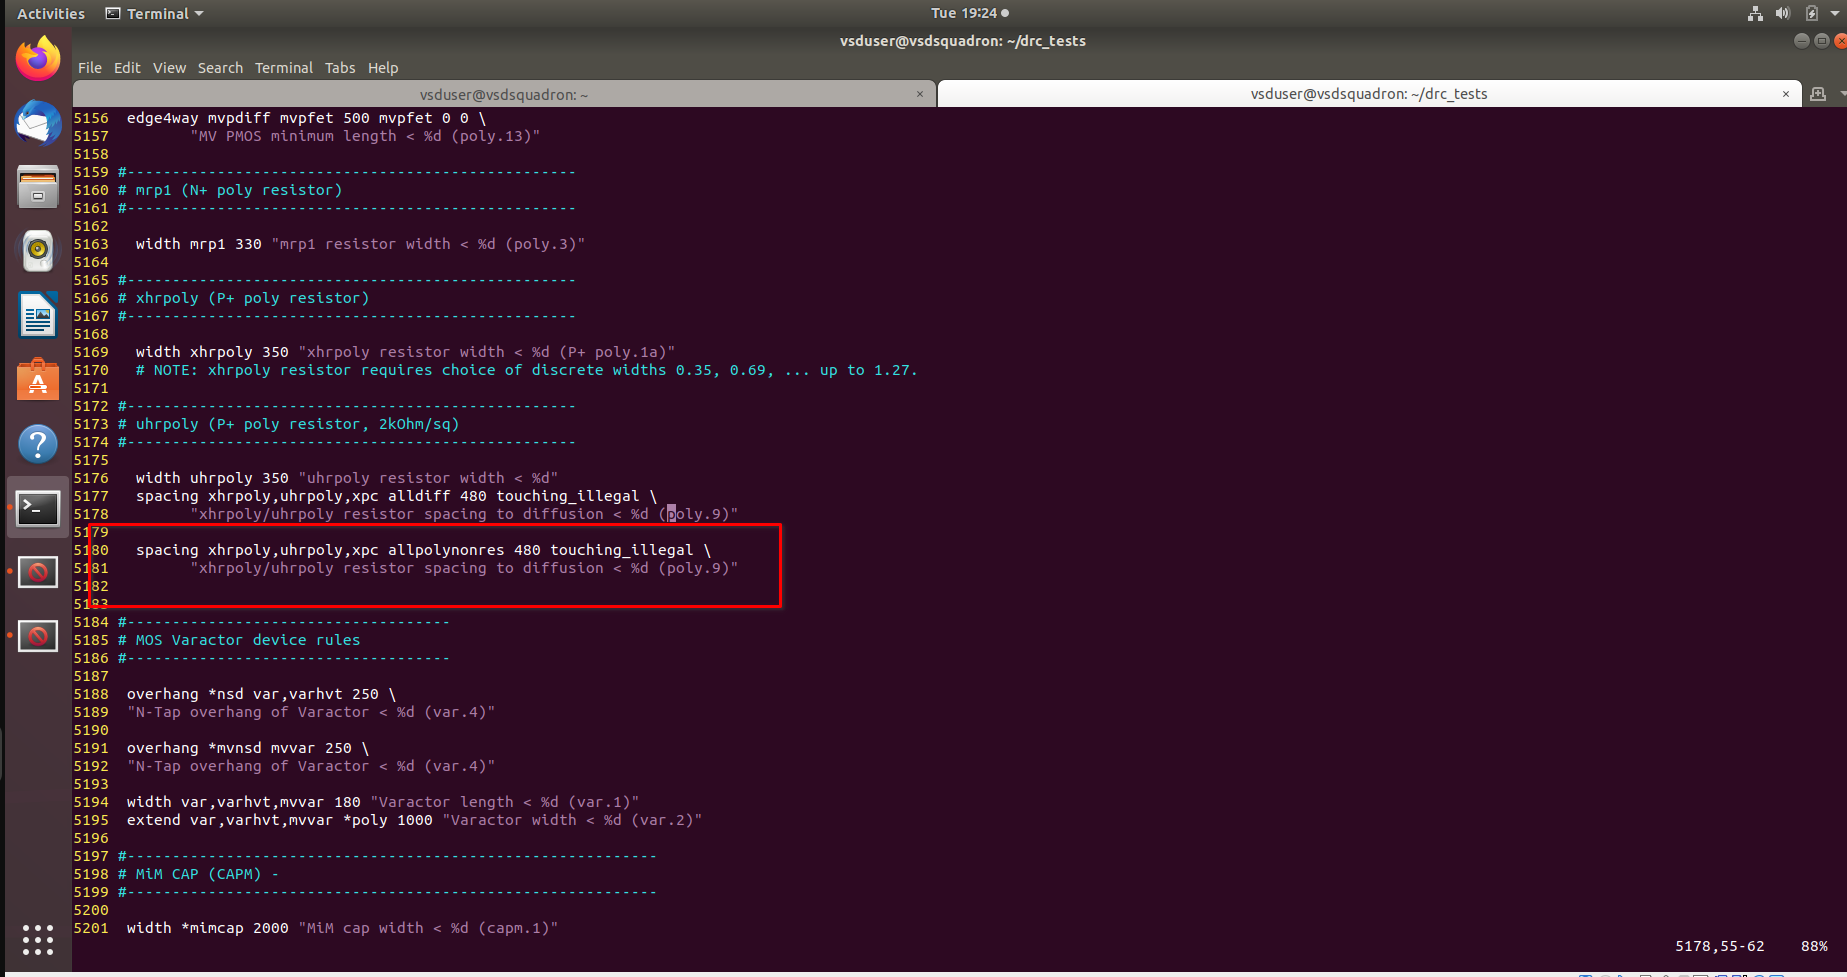 Activities Terminal Tue 19:24
vsduser@vsdsquadron: ~/drc_tests
File Edit View Search Terminal Tabs Help
vsduser@vsdsquadron: ~ × vsduser@vsdsquadron: ~/drc_tests ×
5156 edge4way mvpdiff mvpfet 500 mvpfet 0 0 \
5157 "MV PMOS minimum length < %d (poly.13)"
5158
5159 #--------------------------------------------------
5160 # mrp1 (N+ poly resistor)
5161 #--------------------------------------------------
5162
5163 width mrp1 330 "mrp1 resistor width < %d (poly.3)"
5164
5165 #--------------------------------------------------
5166 # xhrpoly (P+ poly resistor)
5167 #--------------------------------------------------
5168
5169 width xhrpoly 350 "xhrpoly resistor width < %d (P+ poly.1a)"
5170 # NOTE: xhrpoly resistor requires choice of discrete widths 0.35, 0.69, ... up to 1.27.
5171
5172 #--------------------------------------------------
5173 # uhrpoly (P+ poly resistor, 2kOhm/sq)
5174 #--------------------------------------------------
5175
5176 width uhrpoly 350 "uhrpoly resistor width < %d"
5177 spacing xhrpoly,uhrpoly,xpc alldiff 480 touching_illegal \
5178 "xhrpoly/uhrpoly resistor spacing to diffusion < %d (poly.9)"
5179
5180 spacing xhrpoly,uhrpoly,xpc allpolynonres 480 touching_illegal \
5181 "xhrpoly/uhrpoly resistor spacing to diffusion < %d (poly.9)"
5182
5183
5184 #------------------------------------
5185 # MOS Varactor device rules
5186 #------------------------------------
5187
5188 overhang *nsd var,varhvt 250 \
5189 "N-Tap overhang of Varactor < %d (var.4)"
5190
5191 overhang *mvnsd mvvar 250 \
5192 "N-Tap overhang of Varactor < %d (var.4)"
5193
5194 width var,varhvt,mvvar 180 "Varactor length < %d (var.1)"
5195 extend var,varhvt,mvvar *poly 1000 "Varactor width < %d (var.2)"
5196
5197 #-----------------------------------------------------------
5198 # MiM CAP (CAPM) -
5199 #-----------------------------------------------------------
5200
5201 width *mimcap 2000 "MiM cap width < %d (capm.1)"
5178,55-62 88%